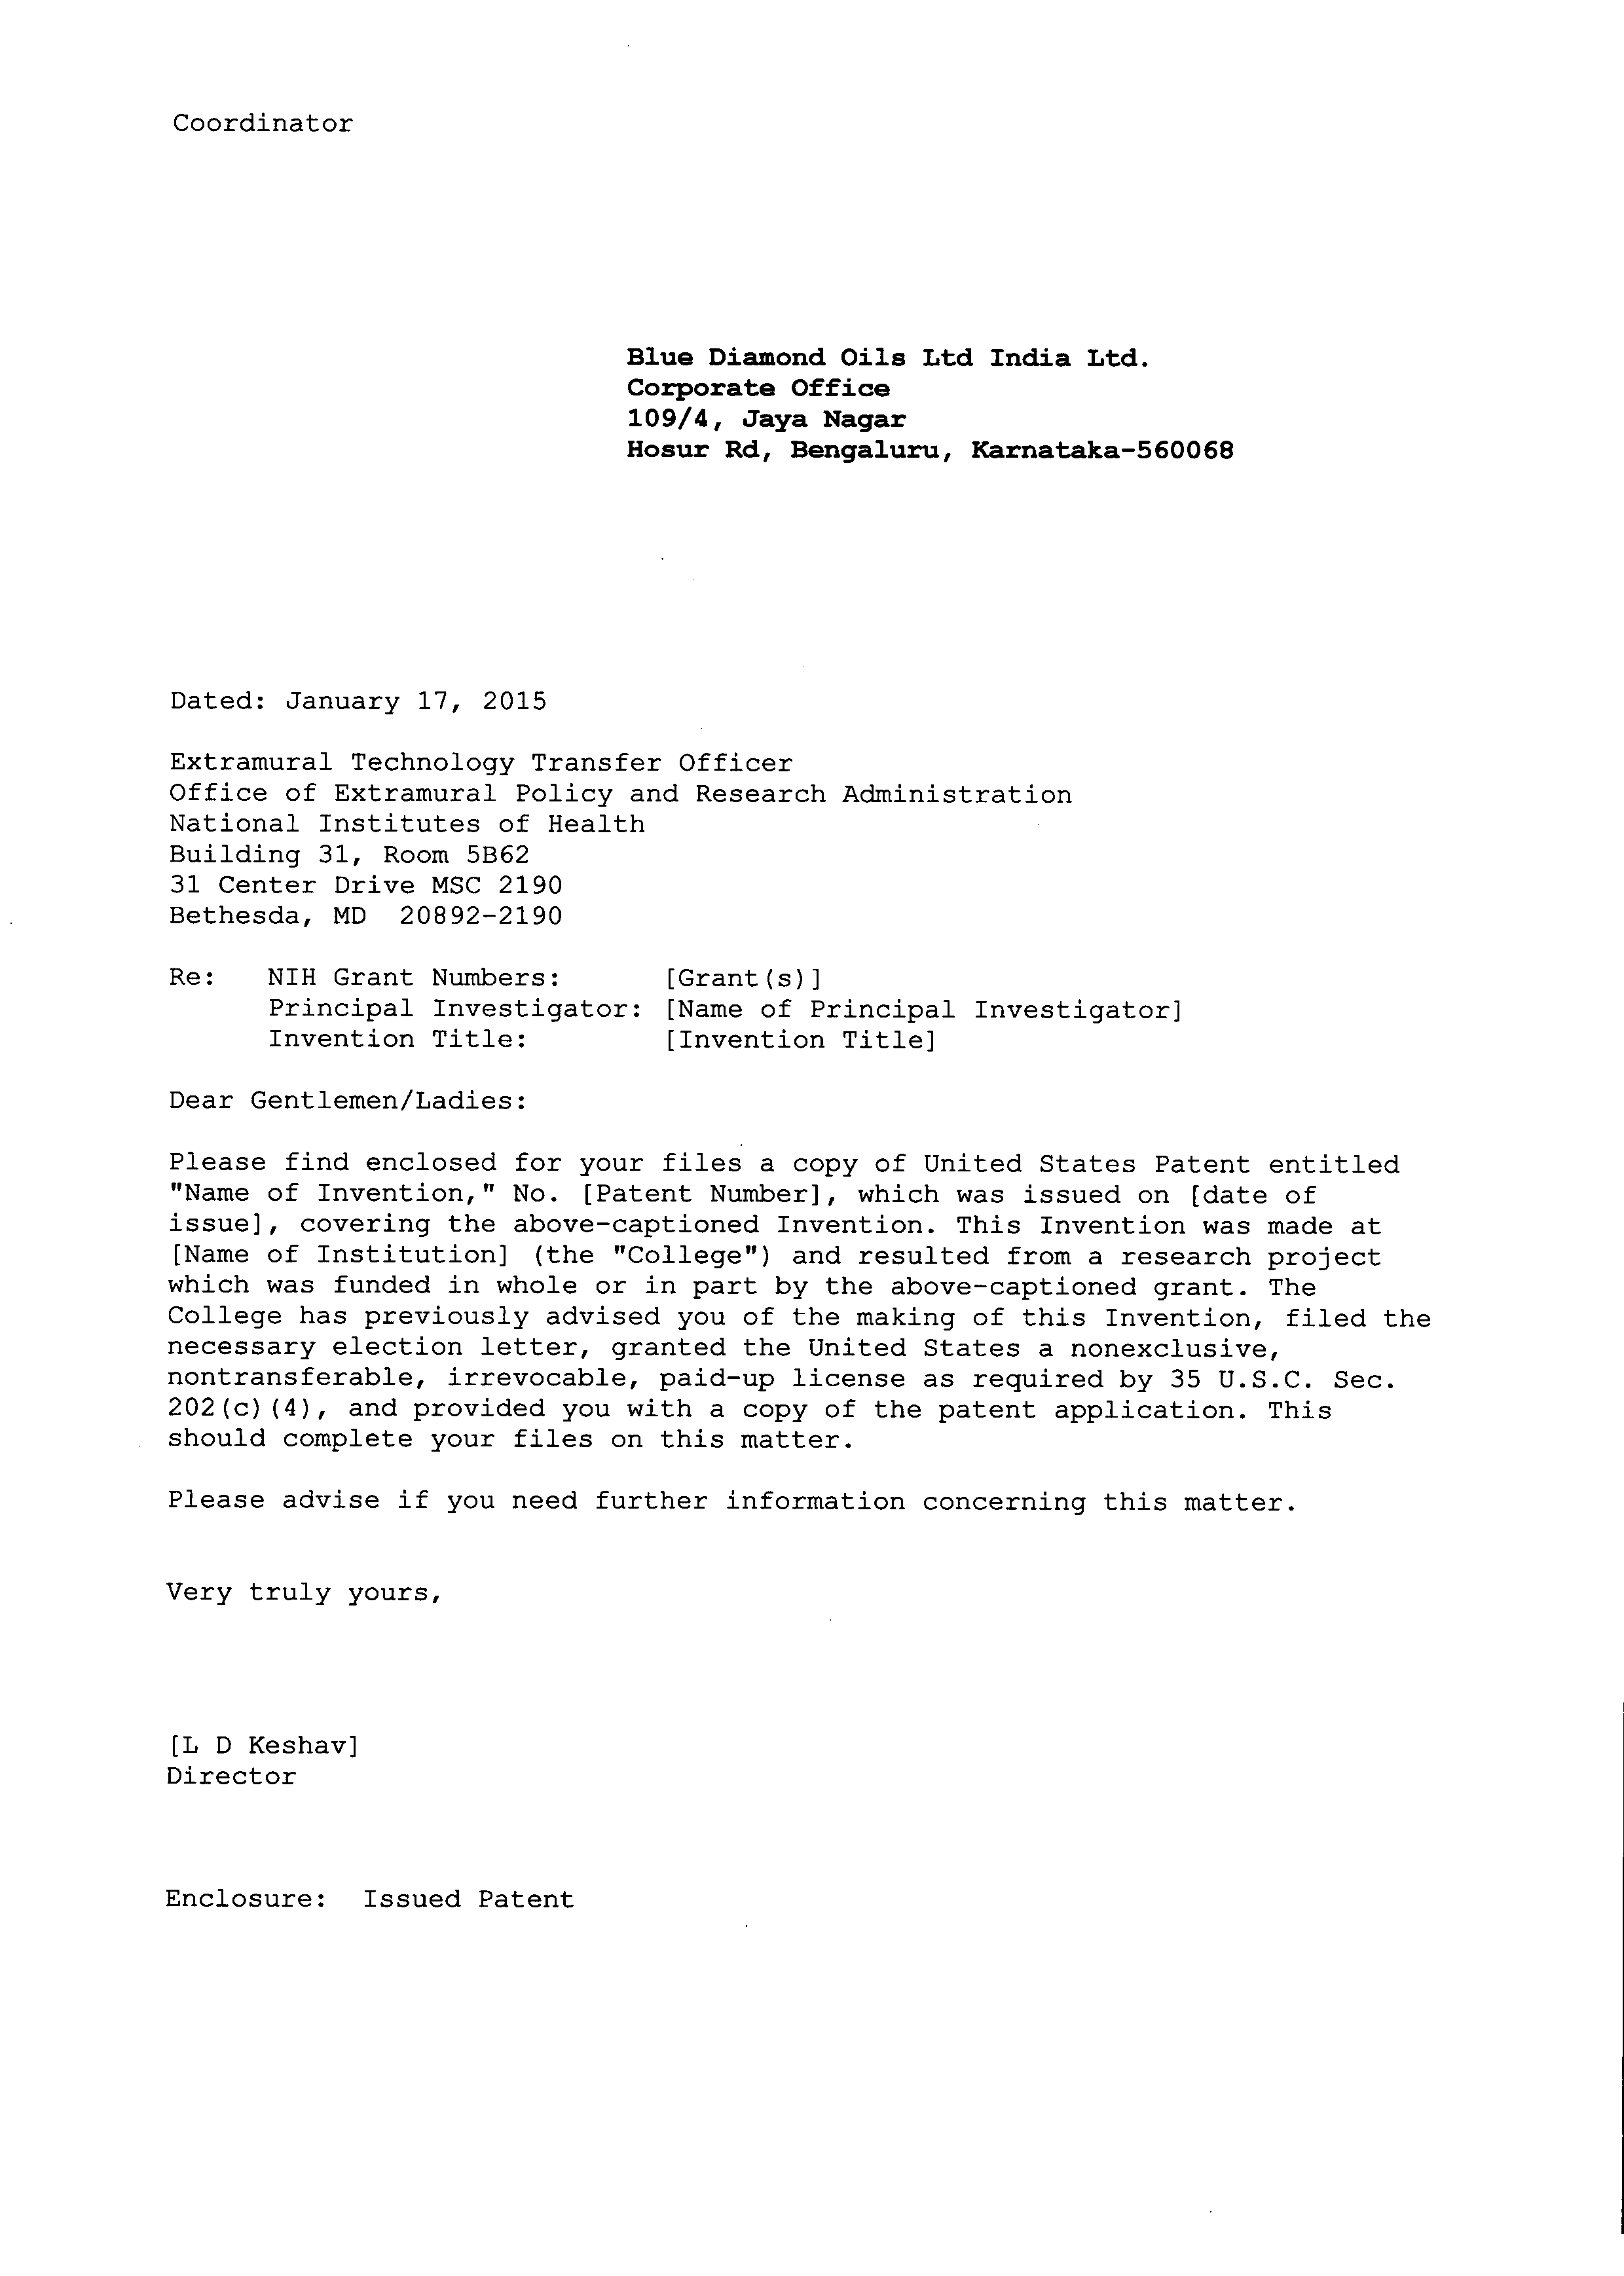 Coordinator
Blue Diamond Oils Ltd India Ltd.
Corporate Office
109/4, Jaya Nagar
Hosur Rd, Bengaluru, Karnataka-560068
Dated: January 17, 2015
Extramural Technology Transfer Officer
Office of Extramural Policy and Research Administration
National Institutes of Health
Building 31, Room 5B62
31 Center Drive MSC 2190
Bethesda, MD  20892-2190
Re:   NIH Grant Numbers:   [Grant(s)]
Principal Investigator: [Name of Principal Investigator]
Invention Title:   [Invention Title]
Dear Gentlemen/Ladies:
Please find enclosed for your files a copy of United States Patent entitled
"Name of Invention," No. [Patent Number], which was issued on [date of
issue], covering the above-captioned Invention. This Invention was made at
[Name of Institution] (the "College") and resulted from a research project
which was funded in whole or in part by the above-captioned grant. The
College has previously advised you of the making of this Invention, filed the
necessary election letter, granted the United States a nonexclusive,
nontransferable, irrevocable, paid-up license as required by 35 U.S.C. Sec.
202(c)(4), and provided you with a copy of the patent application. This
should complete your files on this matter.
Please advise if you need further information concerning this matter.
Very truly yours,
[L D Keshav]
Director
Enclosure:  Issued Patent